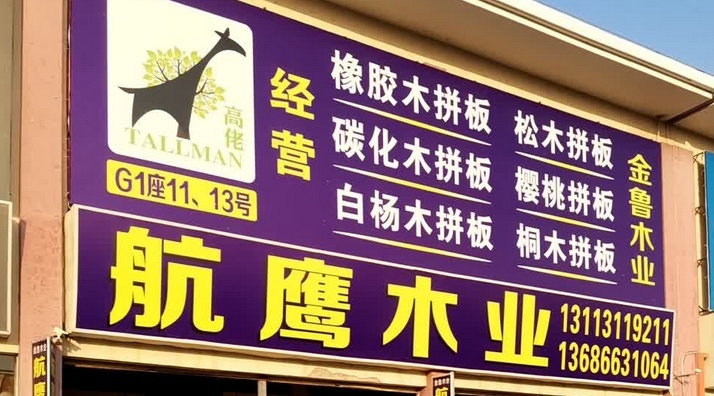 高佬
TALLMAN
G1座11、13号
经营
橡胶木拼板
碳化木拼板
白杨木拼板
松木拼板
樱桃拼板
桐木拼板
金鲁木业
航鹰木业
13113119211
13686631064
航